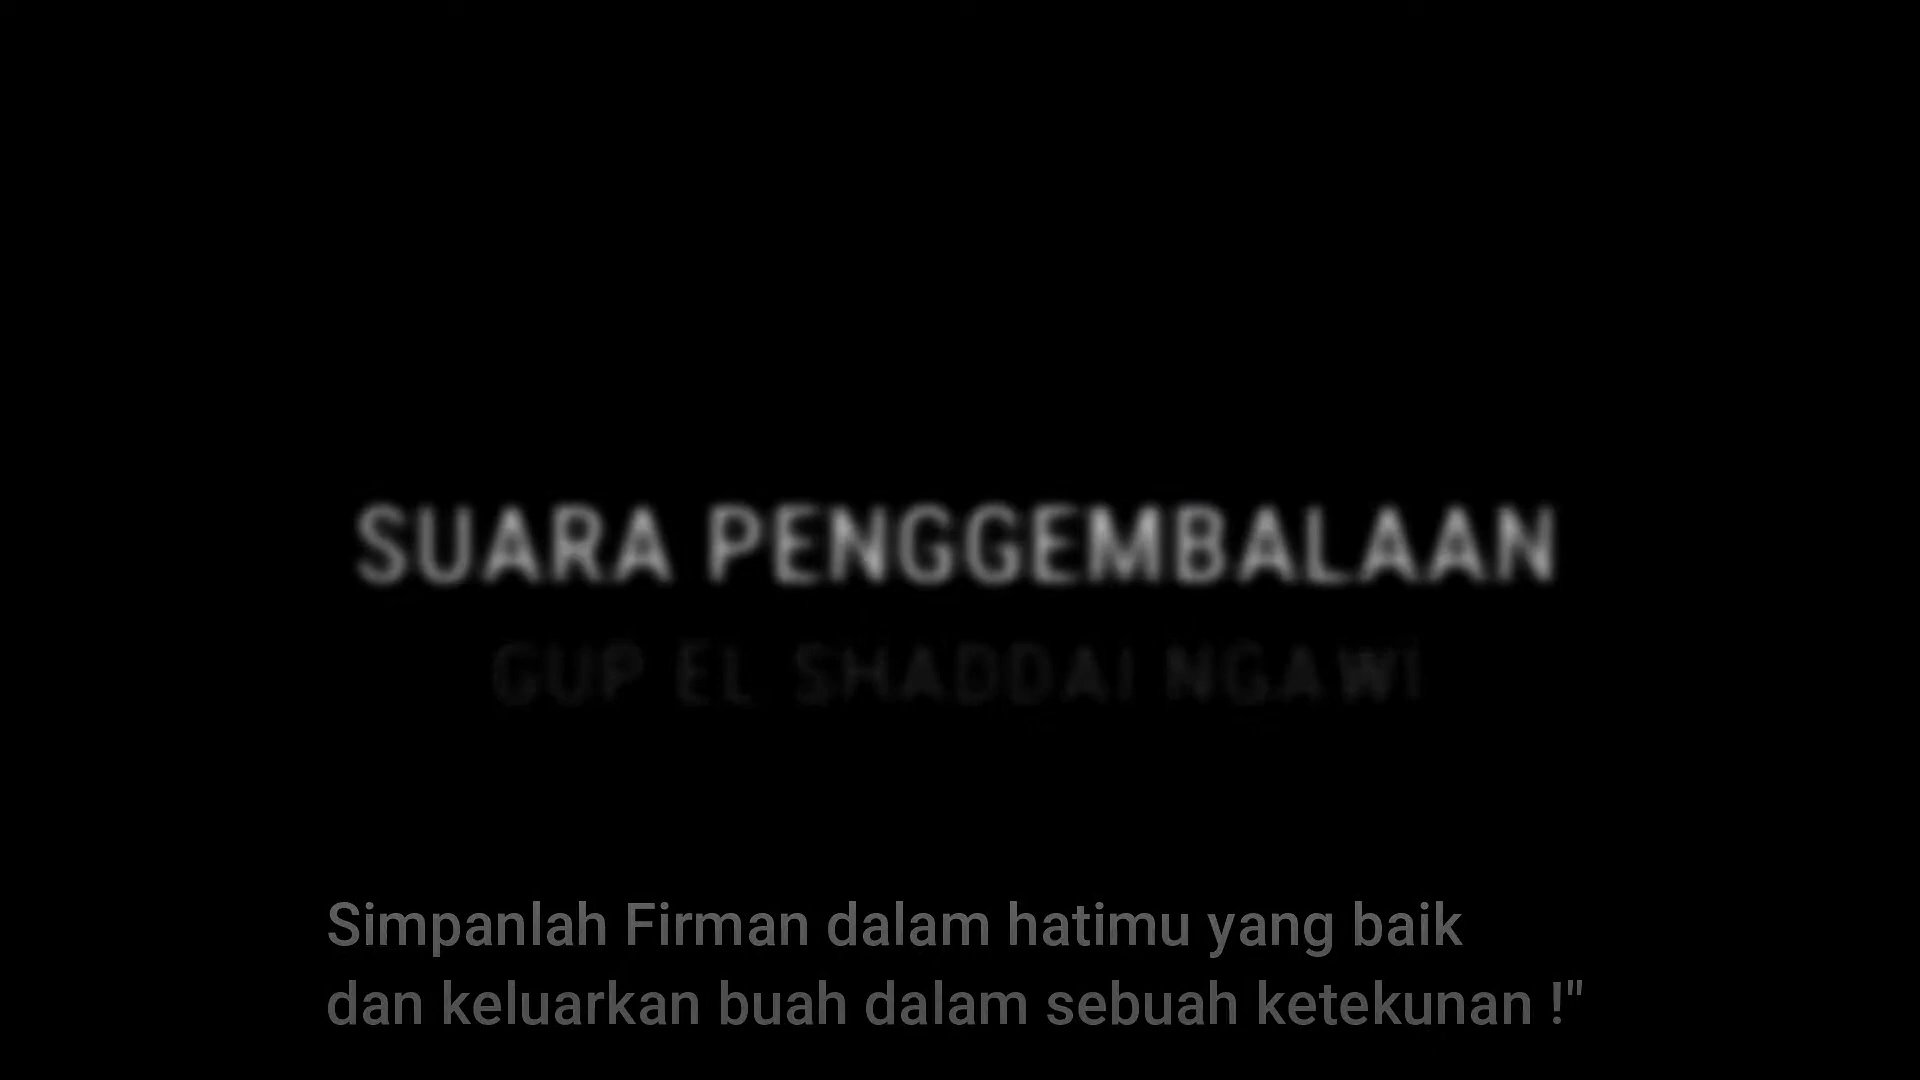 SUARA PENGGEMBALAAN
GUP EL SHADDAI NGAWI
Simpanlah Firman dalam hatimu yang baik
dan keluarkan buah dalam sebuah ketekunan !"